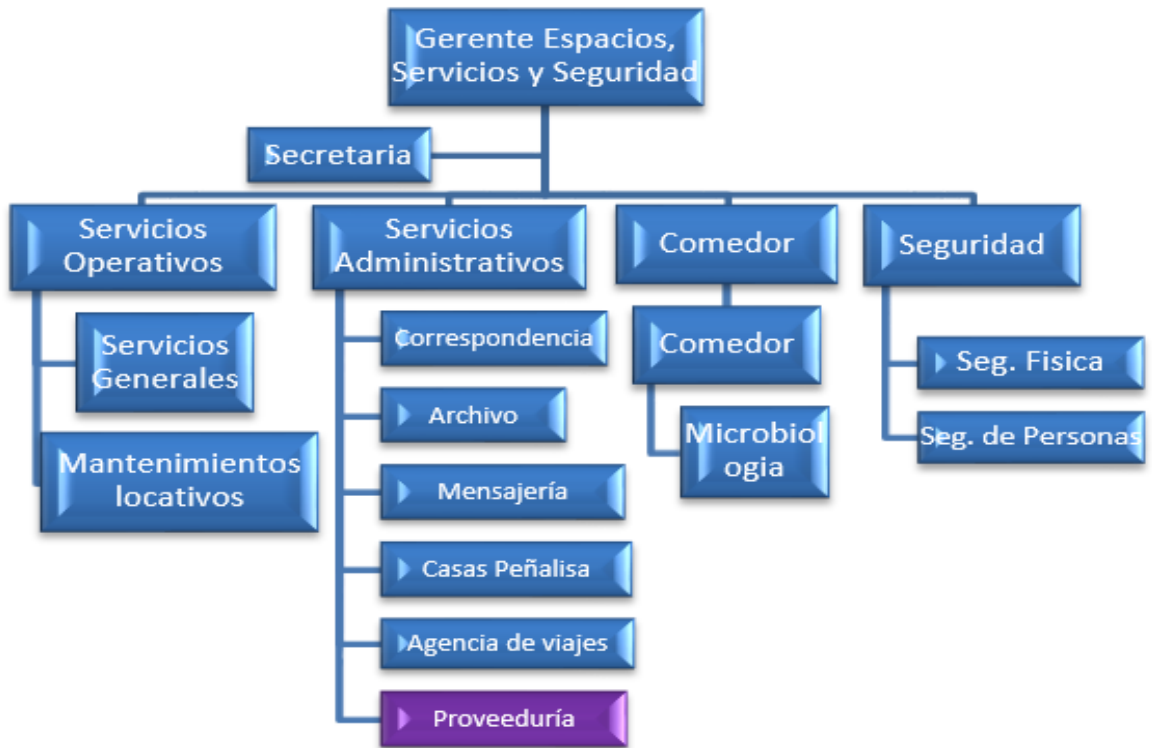 Gerente Espacios,
Servicios y Seguridad
Secretaria
Servicios
Operativos
Servicios
Generales
Mantenimientos
locativos
Servicios
Administrativos
Correspondencia
Archivo
Mensajería
Casas Peñalisa
Agencia de viajes
Proveeduría
Comedor
Comedor
Microbiol
ogia
Seguridad
Seg. Fisica
Seg. de Personas